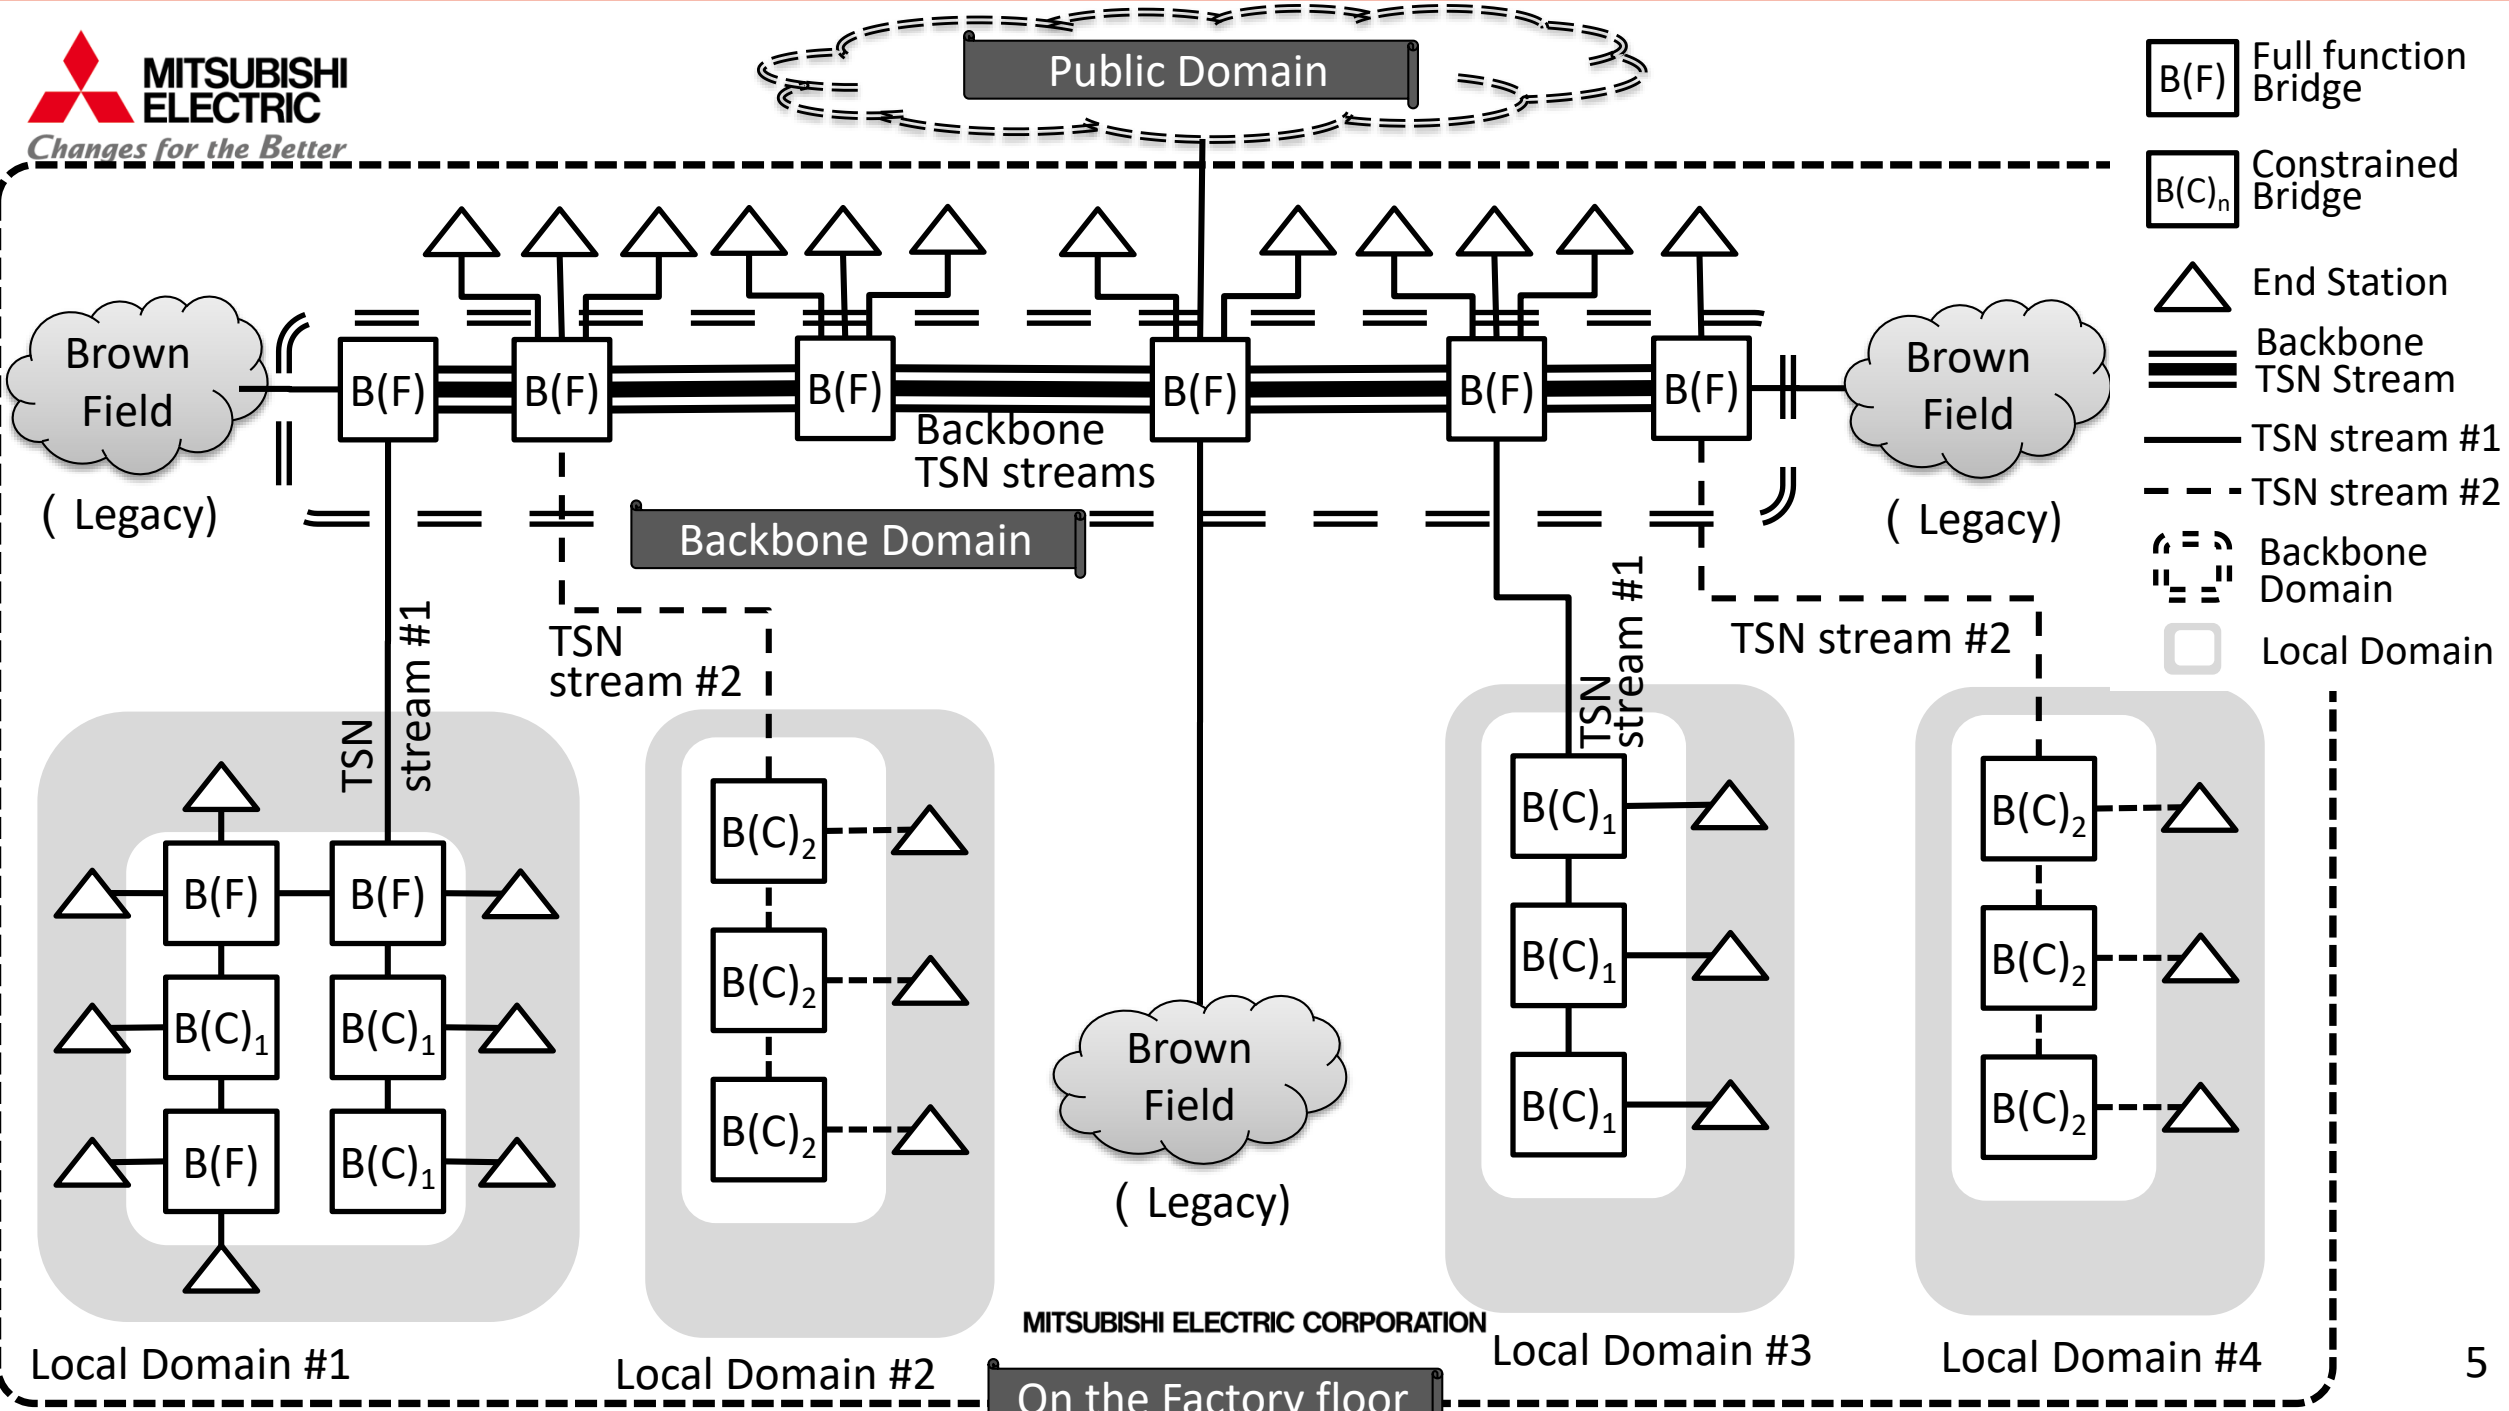 MITSUBISHI
ELECTRIC
Changes for the Better
Public Domain
B(F)
Full function
Bridge
B(C)n
Constrained
Bridge
End Station
Backbone
TSN Stream
TSN stream #1
TSN stream #2
Backbone
Domain
Local Domain
Brown
Field
( Legacy)
B(F)
B(F)
B(F)
B(F)
B(F)
B(F)
Brown
Field
( Legacy)
Backbone
TSN streams
Backbone Domain
TSN
stream #1
TSN
stream #2
TSN
stream #1
TSN stream #2
B(F)
B(F)
B(C)1
B(C)1
B(F)
B(C)1
Local Domain #1
B(C)2
B(C)2
B(C)2
Local Domain #2
Brown
Field
( Legacy)
B(C)1
B(C)1
B(C)1
Local Domain #3
B(C)2
B(C)2
B(C)2
Local Domain #4
MITSUBISHI ELECTRIC CORPORATION
On the Factory floor
5